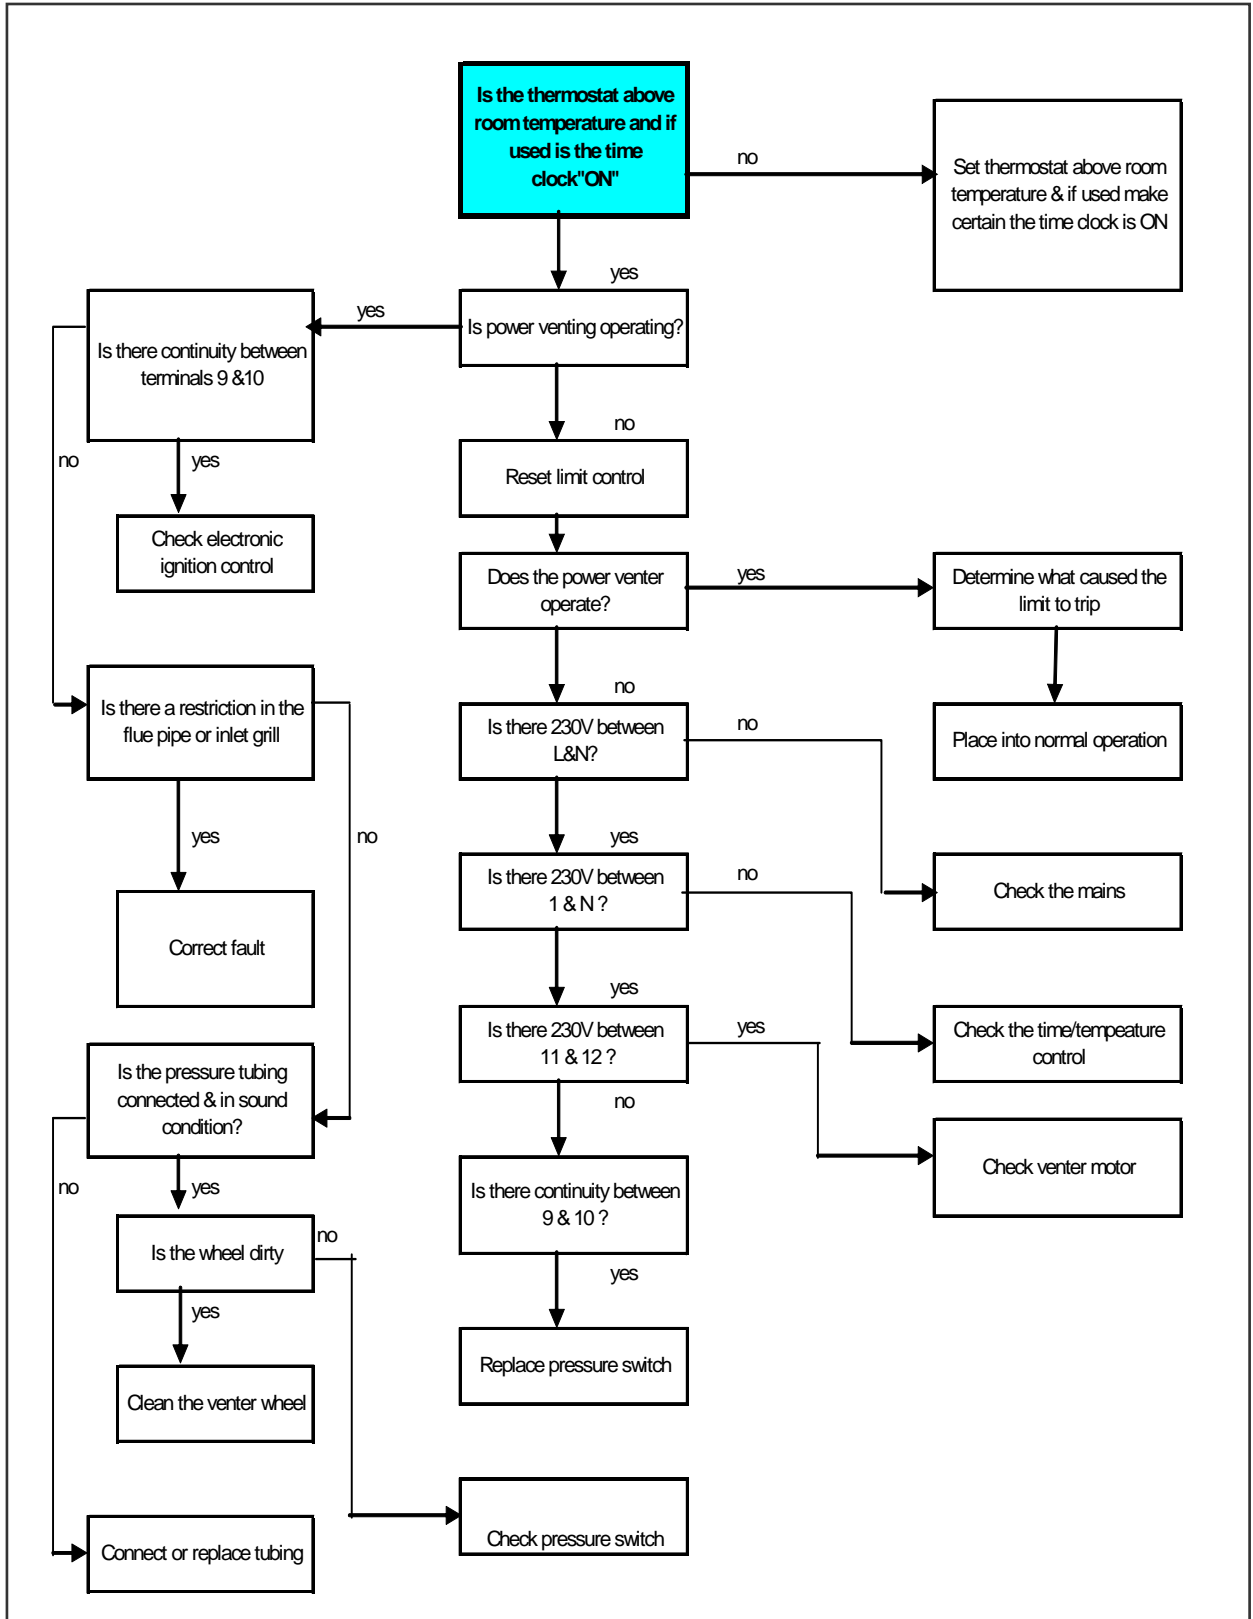 Is the thermostat above
room temperature and if
used is the time
clock"ON"
no
Set thermostat above room
temperature & if used make
certain the time clock is ON
yes
Is power venting operating?
yes
Is there continuity between
terminals 9 &10
no
yes
Check electronic
ignition control
no
Reset limit control
Does the power venter
operate?
yes
Determine what caused the
limit to trip
Place into normal operation
no
Is there 230V between
L&N?
no
Check the mains
yes
Is there 230V between
1 & N ?
no
Check the time/tempeature
control
yes
Is there 230V between
11 & 12 ?
yes
Check venter motor
no
Is there continuity between
9 & 10 ?
yes
Replace pressure switch
Is there a restriction in the
flue pipe or inlet grill
yes
no
Correct fault
Is the pressure tubing
connected & in sound
condition?
no
yes
Is the wheel dirty
no
yes
Clean the venter wheel
Check pressure switch
Connect or replace tubing